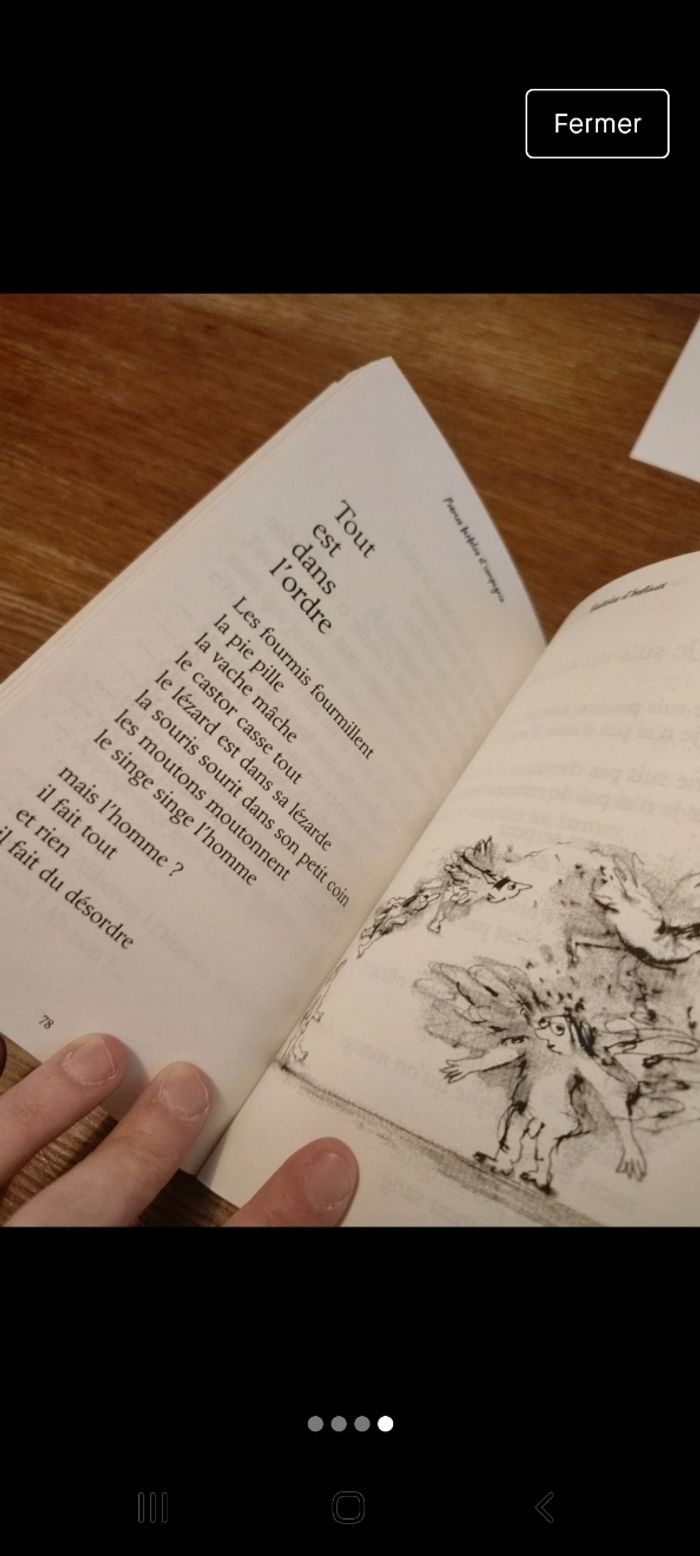 Fermer
Tout
est
dans
l'ordre
Les fourmis fourmillent
la pie pille
la vache mâche
le castor casse tout
le lézard est dans sa lézarde
la souris sourit dans son petit coin
les moutons moutonnent
le singe singe l'homme
mais l'homme ?
il fait tout
et rien
il fait du désordre
78